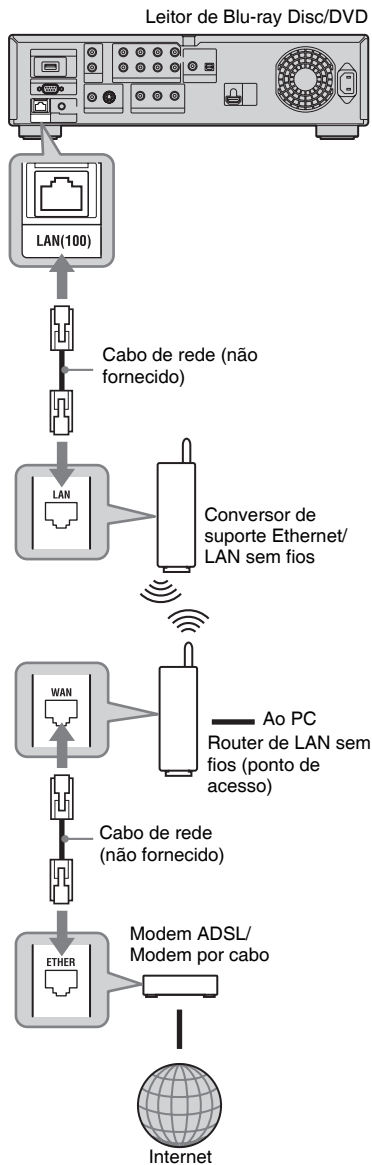 Leitor de Blu-ray Disc/DVD
LAN(100)
Cabo de rede (não
fornecido)
LAN
Conversor de
suporte Ethernet/
LAN sem fios
WAN
Ao PC
Router de LAN sem
fios (ponto de
acesso)
Cabo de rede
(não fornecido)
Modem ADSL/
Modem por cabo
ETHER
Internet